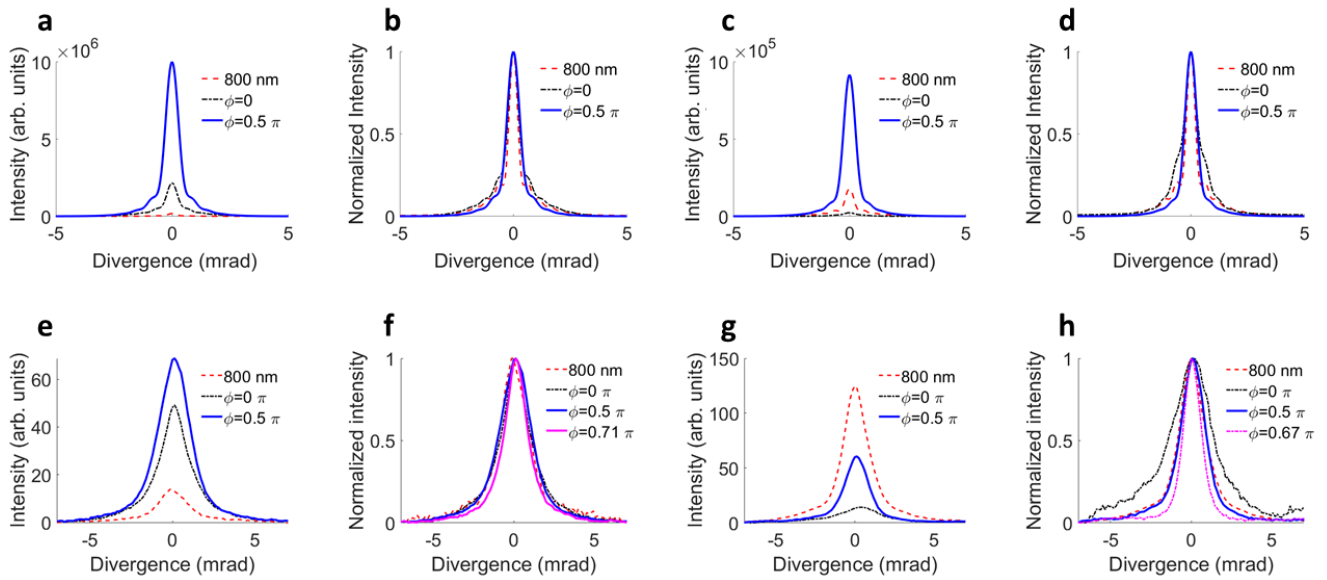 a
×10⁶
Intensity (arb. units)
10
5
0
-5 0 5
Divergence (mrad)
800 nm
ϕ=0
ϕ=0.5 π
b
Normalized Intensity
1
0.5
0
-5 0 5
Divergence (mrad)
800 nm
ϕ=0
ϕ=0.5 π
c
×10⁵
Intensity (arb. units)
10
5
0
-5 0 5
Divergence (mrad)
800 nm
ϕ=0
ϕ=0.5 π
d
Normalized Intensity
1
0.5
0
-5 0 5
Divergence (mrad)
800 nm
ϕ=0
ϕ=0.5 π
e
Intensity (arb. units)
60
40
20
0
-5 0 5
Divergence (mrad)
800 nm
ϕ=0 π
ϕ=0.5 π
f
Normalized intensity
1
0.5
0
-5 0 5
Divergence (mrad)
800 nm
ϕ=0 π
ϕ=0.5 π
ϕ=0.71 π
g
Intensity (arb. units)
150
100
50
0
-5 0 5
Divergence (mrad)
800 nm
ϕ=0 π
ϕ=0.5 π
h
Normalized intensity
1
0.5
0
-5 0 5
Divergence (mrad)
800 nm
ϕ=0 π
ϕ=0.5 π
ϕ=0.67 π